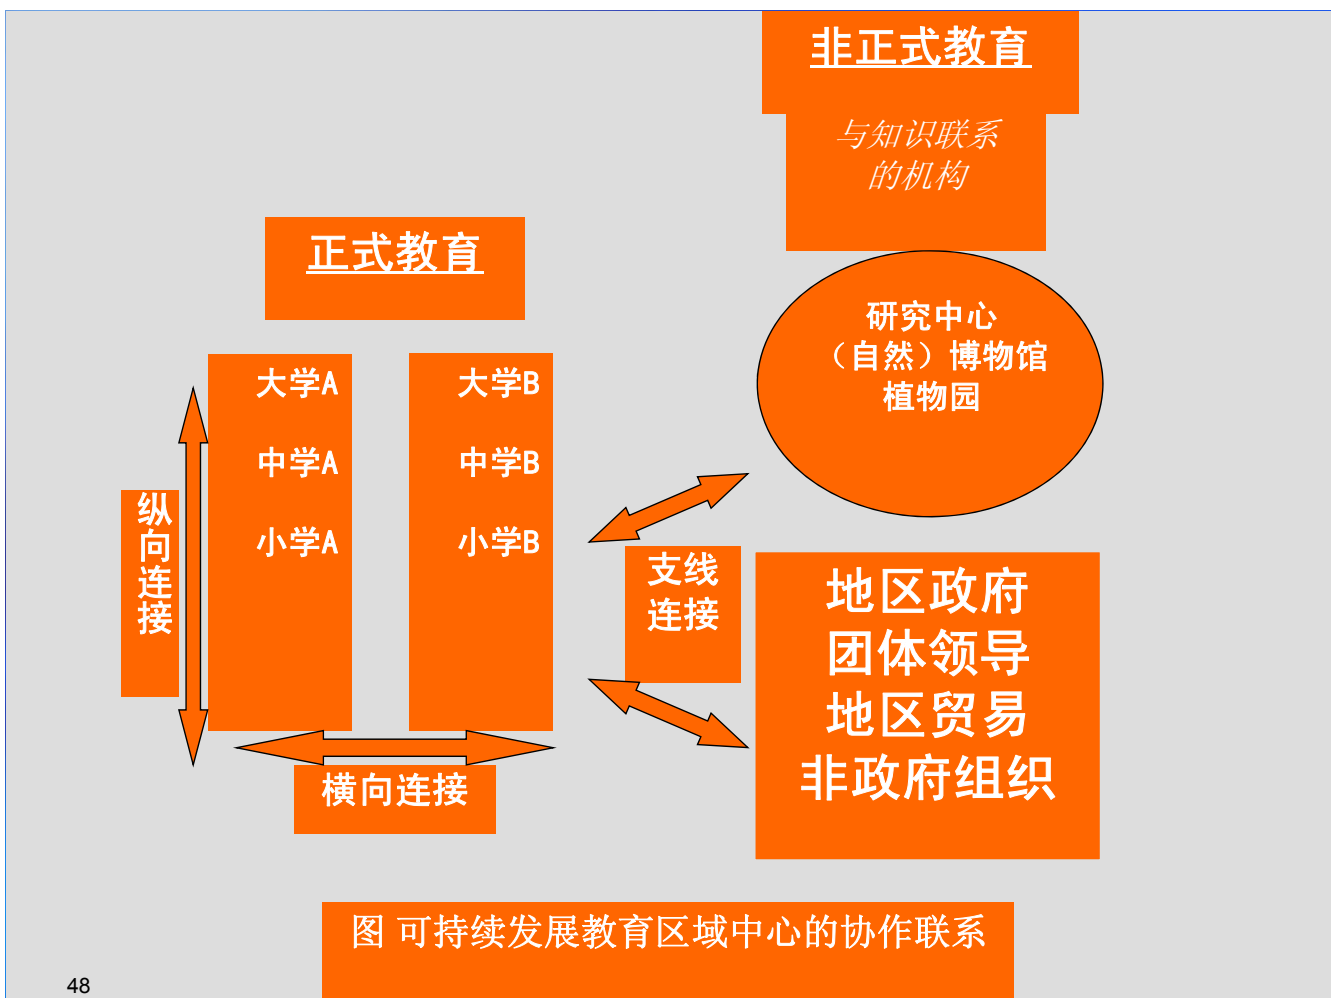 非正式教育
与知识联系
的机构
正式教育
研究中心
（自然）博物馆
植物园
大学A
中学A
小学A
大学B
中学B
小学B
纵
向
连
接
支线
连接
地区政府
团体领导
地区贸易
非政府组织
横向连接
图 可持续发展教育区域中心的协作联系
48